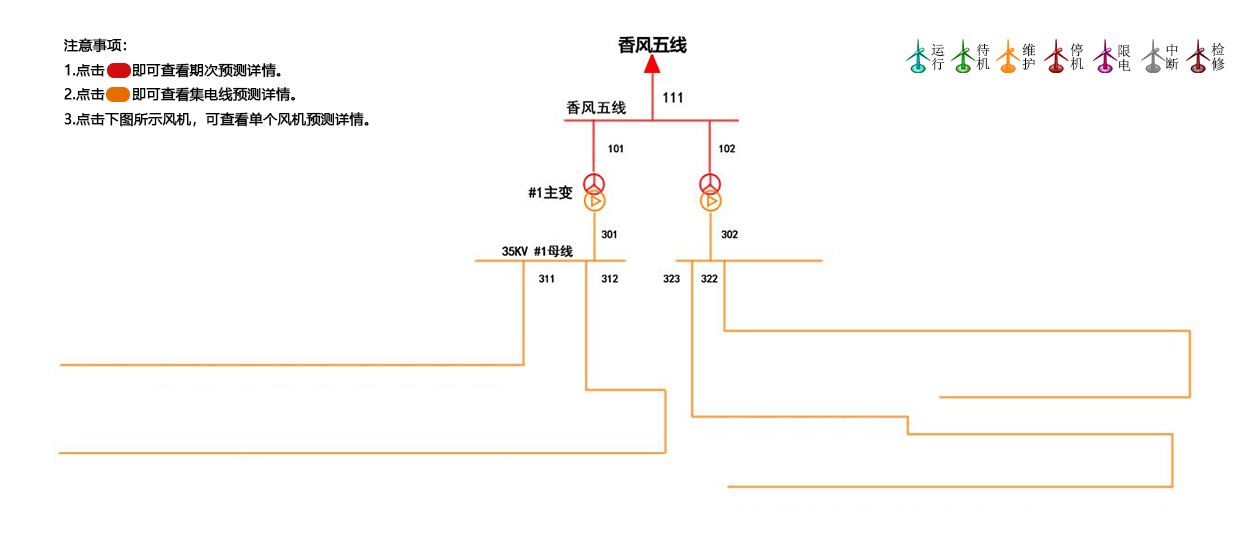 注意事项:
1.点击 即可查看期次预测详情。
2.点击 即可查看集电线预测详情。
3.点击下图所示风机，可查看单个风机预测详情。
香风五线
运行
待机
维护
停机
限电
中断
检修
111
香风五线
101
102
#1主变
301
302
35KV #1母线
311
312
323
322